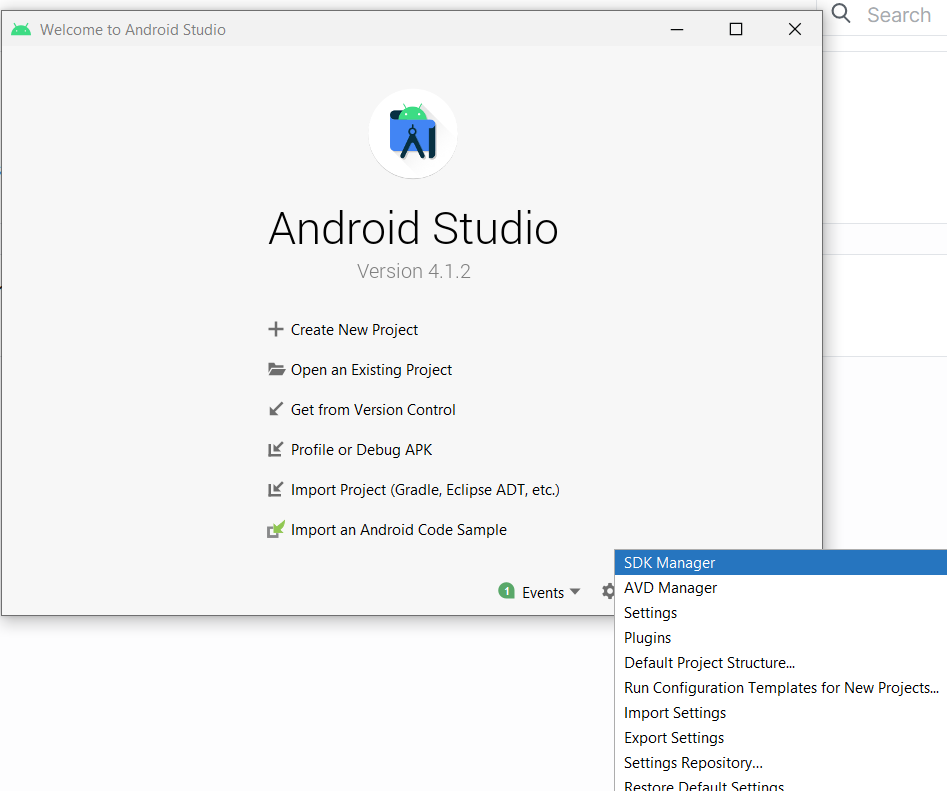 Welcome to Android Studio
Search
Android Studio
Version 4.1.2
Create New Project
Open an Existing Project
Get from Version Control
Profile or Debug APK
Import Project (Gradle, Eclipse ADT, etc.)
Import an Android Code Sample
1 Events
SDK Manager
AVD Manager
Settings
Plugins
Default Project Structure...
Run Configuration Templates for New Projects...
Import Settings
Export Settings
Settings Repository...
Restore Default Settings